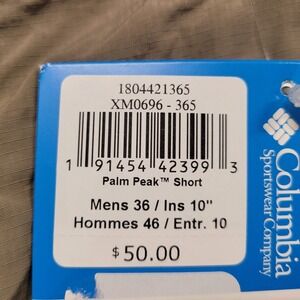 1804421365
XM0696 - 365
1 91454 42399 3
Palm Peak™ Short
Mens 36 / Ins 10"
Hommes 46 / Entr. 10
$50.00
Columbia
Sportswear Company